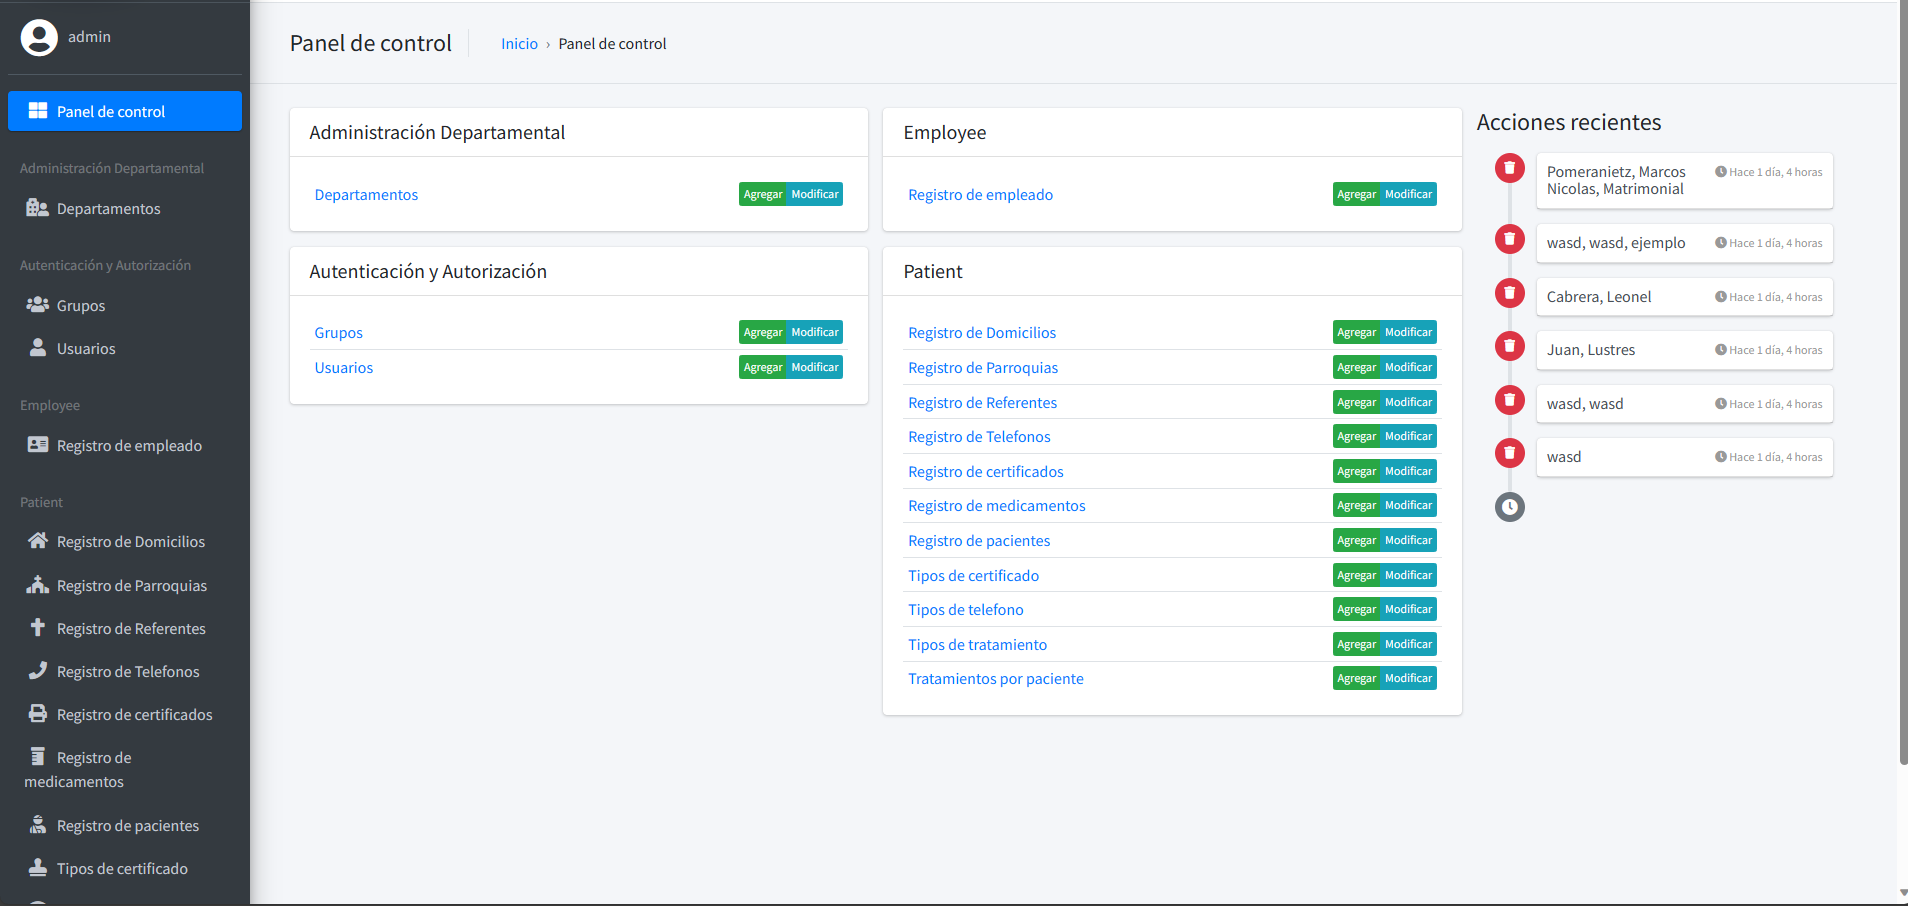 admin
Panel de control
Administración Departamental
Departamentos
Autenticación y Autorización
Grupos
Usuarios
Employee
Registro de empleado
Patient
Registro de Domicilios
Registro de Parroquias
Registro de Referentes
Registro de Telefonos
Registro de certificados
Registro de
medicamentos
Registro de pacientes
Tipos de certificado
Panel de control
Inicio › Panel de control
Administración Departamental
Departamentos Agregar Modificar
Autenticación y Autorización
Grupos Agregar Modificar
Usuarios Agregar Modificar
Employee
Registro de empleado Agregar Modificar
Patient
Registro de Domicilios Agregar Modificar
Registro de Parroquias Agregar Modificar
Registro de Referentes Agregar Modificar
Registro de Telefonos Agregar Modificar
Registro de certificados Agregar Modificar
Registro de medicamentos Agregar Modificar
Registro de pacientes Agregar Modificar
Tipos de certificado Agregar Modificar
Tipos de telefono Agregar Modificar
Tipos de tratamiento Agregar Modificar
Tratamientos por paciente Agregar Modificar
Acciones recientes
Pomeranietz, Marcos Hace 1 día, 4 horas
Nicolas, Matrimonial
wasd, wasd, ejemplo Hace 1 día, 4 horas
Cabrera, Leonel Hace 1 día, 4 horas
Juan, Lustres Hace 1 día, 4 horas
wasd, wasd Hace 1 día, 4 horas
wasd Hace 1 día, 4 horas